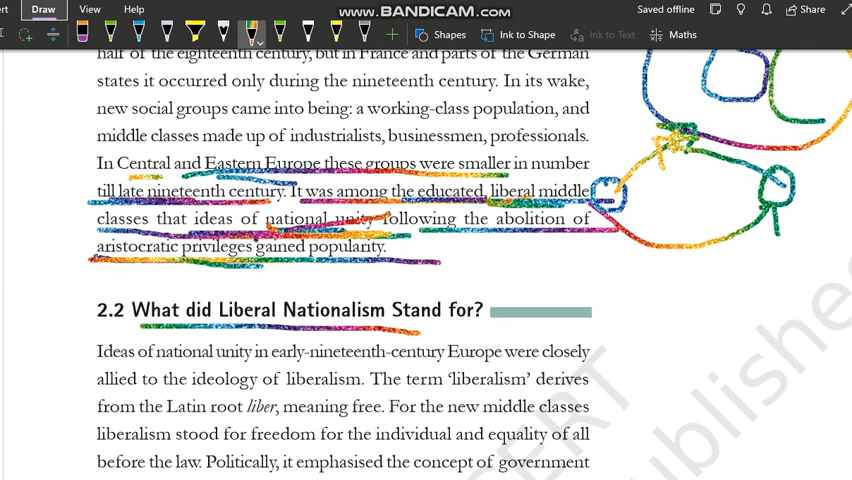 WWW.BANDICAM.COM
Draw View Saved offline Share
Shapes Ink to Shape Ink to Text Maths
half of the eighteenth century, but in France and parts of the German
states it occurred only during the nineteenth century. In its wake,
new social groups came into being: a working-class population, and
middle classes made up of industrialists, businessmen, professionals.
In Central and Eastern Europe these groups were smaller in number
till late nineteenth century. It was among the educated, liberal middle
classes that ideas of national unity following the abolition of
aristocratic privileges gained popularity.
2.2 What did Liberal Nationalism Stand for?
Ideas of national unity in early-nineteenth-century Europe were closely
allied to the ideology of liberalism. The term ‘liberalism’ derives
from the Latin root liber, meaning free. For the new middle classes
liberalism stood for freedom for the individual and equality of all
before the law. Politically, it emphasised the concept of government